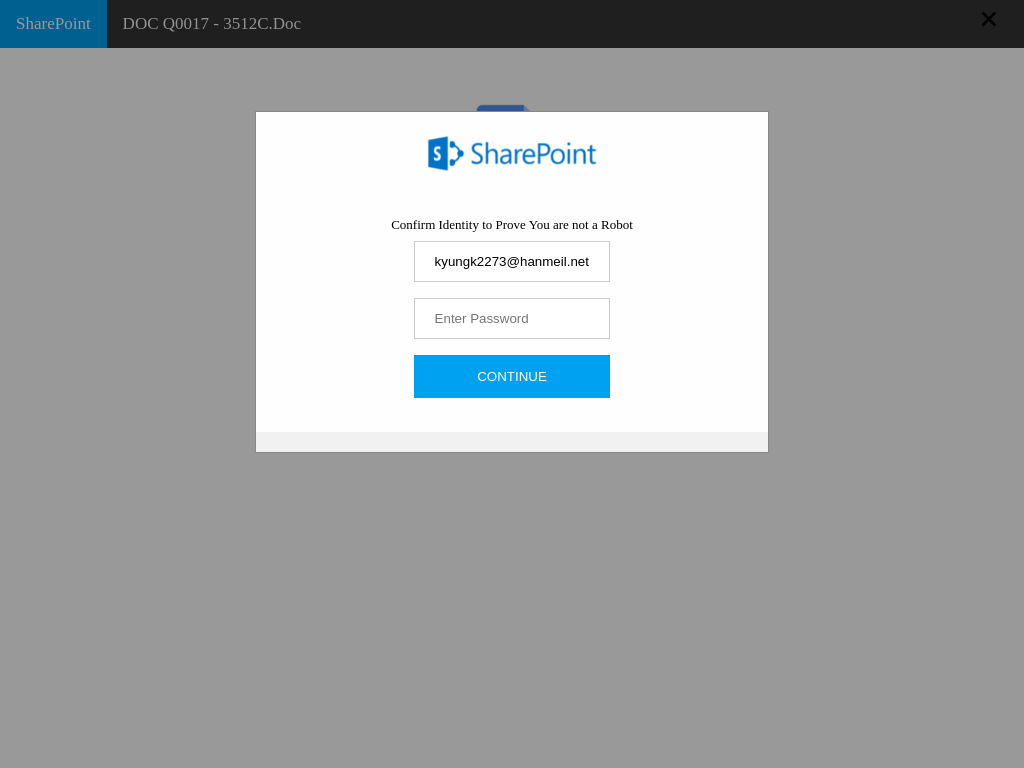 SharePoint DOC Q0017 - 3512C.Doc ✕
S SharePoint
Confirm Identity to Prove You are not a Robot
kyungk2273@hanmeil.net
Enter Password
CONTINUE